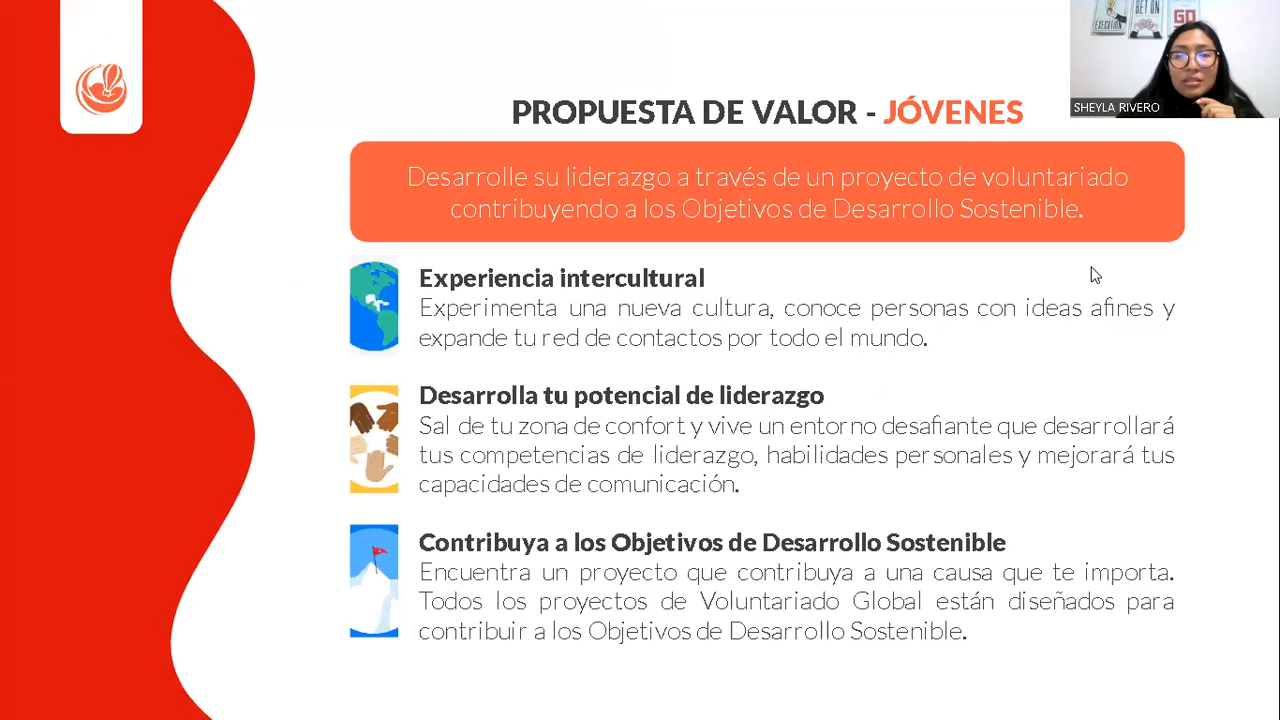 EXECUTION
BET ON
GO
SHEYLA RIVERO
PROPUESTA DE VALOR - JÓVENES
Desarrolle su liderazgo a través de un proyecto de voluntariado
contribuyendo a los Objetivos de Desarrollo Sostenible.
Experiencia intercultural
Experimenta una nueva cultura, conoce personas con ideas afines y
expande tu red de contactos por todo el mundo.
Desarrolla tu potencial de liderazgo
Sal de tu zona de confort y vive un entorno desafiante que desarrollará
tus competencias de liderazgo, habilidades personales y mejorará tus
capacidades de comunicación.
Contribuya a los Objetivos de Desarrollo Sostenible
Encuentra un proyecto que contribuya a una causa que te importa.
Todos los proyectos de Voluntariado Global están diseñados para
contribuir a los Objetivos de Desarrollo Sostenible.